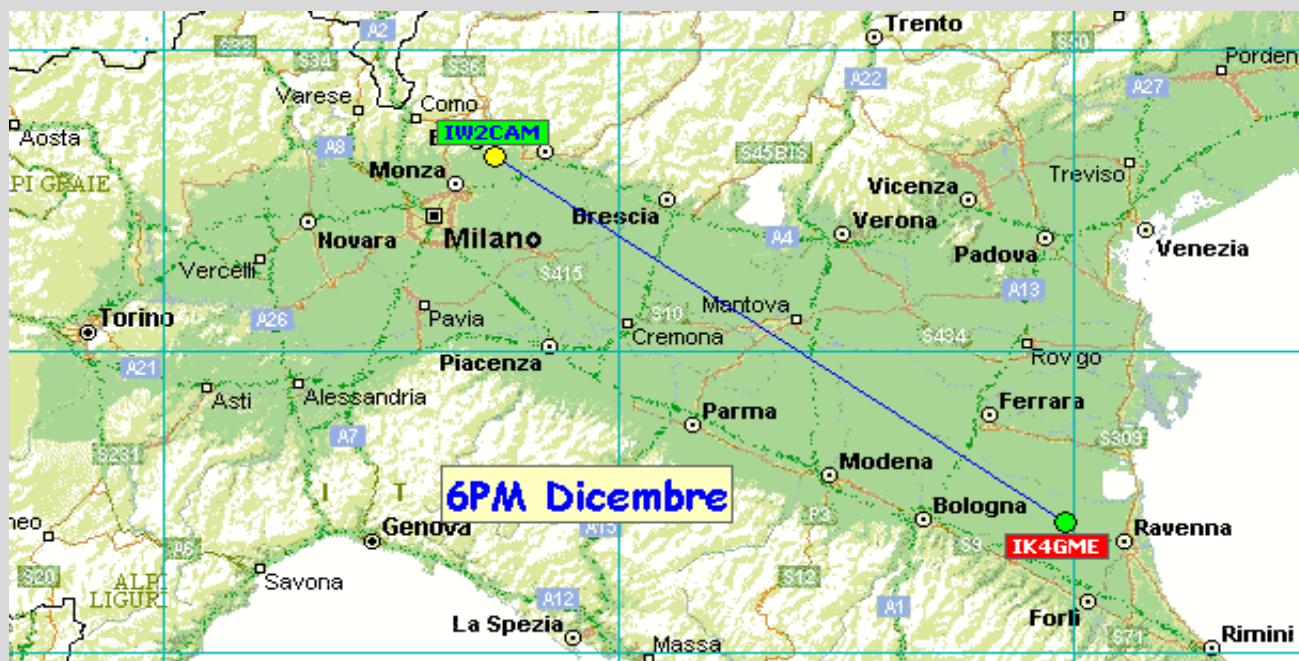 Trento
A2
S33
S34
S36
A22
S50
Porden
A27
Varese
Como
Aosta
IW2CAM
A8
S45BIS
PI GRAIE
Monza
Vicenza
Treviso
Brescia
Verona
Novara
Milano
A4
Padova
Venezia
Vercelli
S415
A13
Mantova
Torino
A26
Pavia
S10
Cremona
S434
Piacenza
Rovigo
A21
Asti
Alessandria
Parma
Ferrara
A7
S309
S231
Modena
I T
6PM Dicembre
Bologna
neo
Genova
A15
S9
Ravenna
A6
IK4GME
S20
ALPI
LIGURI
Savona
S12
A12
A1
Forlì
La Spezia
S71
Rimini
Massa